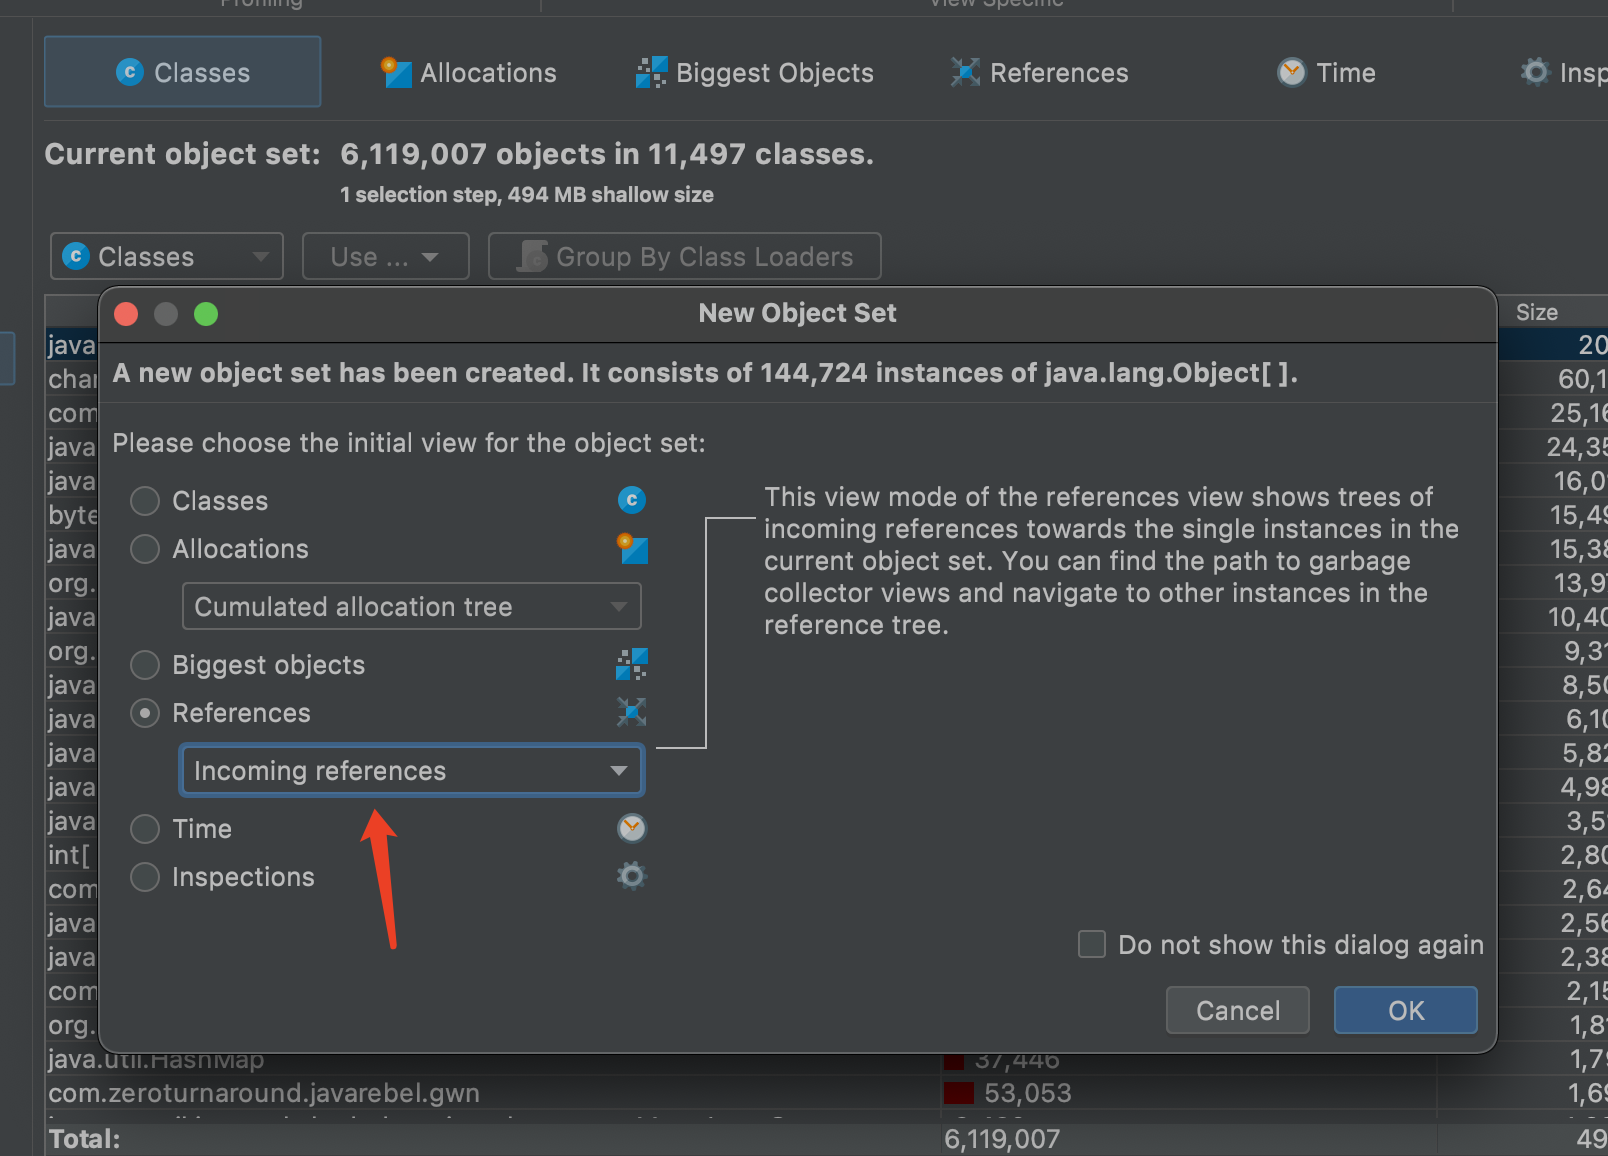 Profiling
View Specific
Classes
Allocations
Biggest Objects
References
Time
Current object set: 6,119,007 objects in 11,497 classes.
1 selection step, 494 MB shallow size
Classes
Use ...
Group By Class Loaders
New Object Set
Size
java
20
A new object set has been created. It consists of 144,724 instances of java.lang.Object[ ].
60,1
com
25,16
Please choose the initial view for the object set:
java
24,35
java
16,0
Classes
byte
15,49
Allocations
java
15,38
org.
13,97
Cumulated allocation tree
java
10,40
org.
9,31
Biggest objects
java
8,50
References
java
6,10
java
5,82
Incoming references
java
4,98
java
3,5
Time
int[
2,80
Inspections
com
2,64
java
2,56
java
2,38
com
2,15
org.
1,8
This view mode of the references view shows trees of
incoming references towards the single instances in the
current object set. You can find the path to garbage
collector views and navigate to other instances in the
reference tree.
Do not show this dialog again
Cancel
OK
java.util.HashMap
37,446
1,79
com.zeroturnaround.javarebel.gwn
53,053
1,69
Total:
6,119,007
49